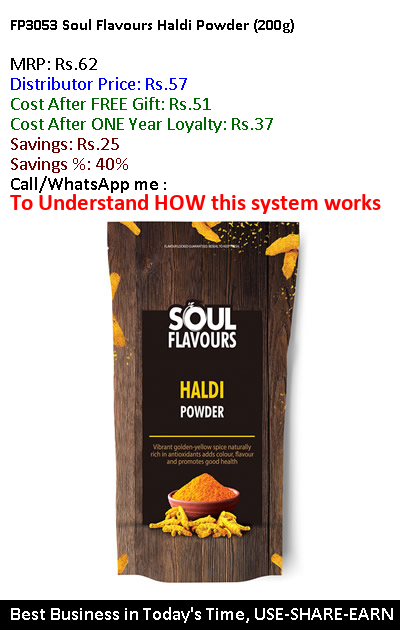 FP3053 Soul Flavours Haldi Powder (200g)
MRP: Rs.62
Distributor Price: Rs.57
Cost After FREE Gift: Rs.51
Cost After ONE Year Loyalty: Rs.37
Savings: Rs.25
Savings %: 40%
Call/WhatsApp me :
To Understand HOW this system works
SOUL
FLAVOURS
HALDI
POWDER
Vibrant golden-yellow spice naturally
rich in antioxidants adds colour, flavour
and promotes good health
Best Business in Today's Time, USE-SHARE-EARN